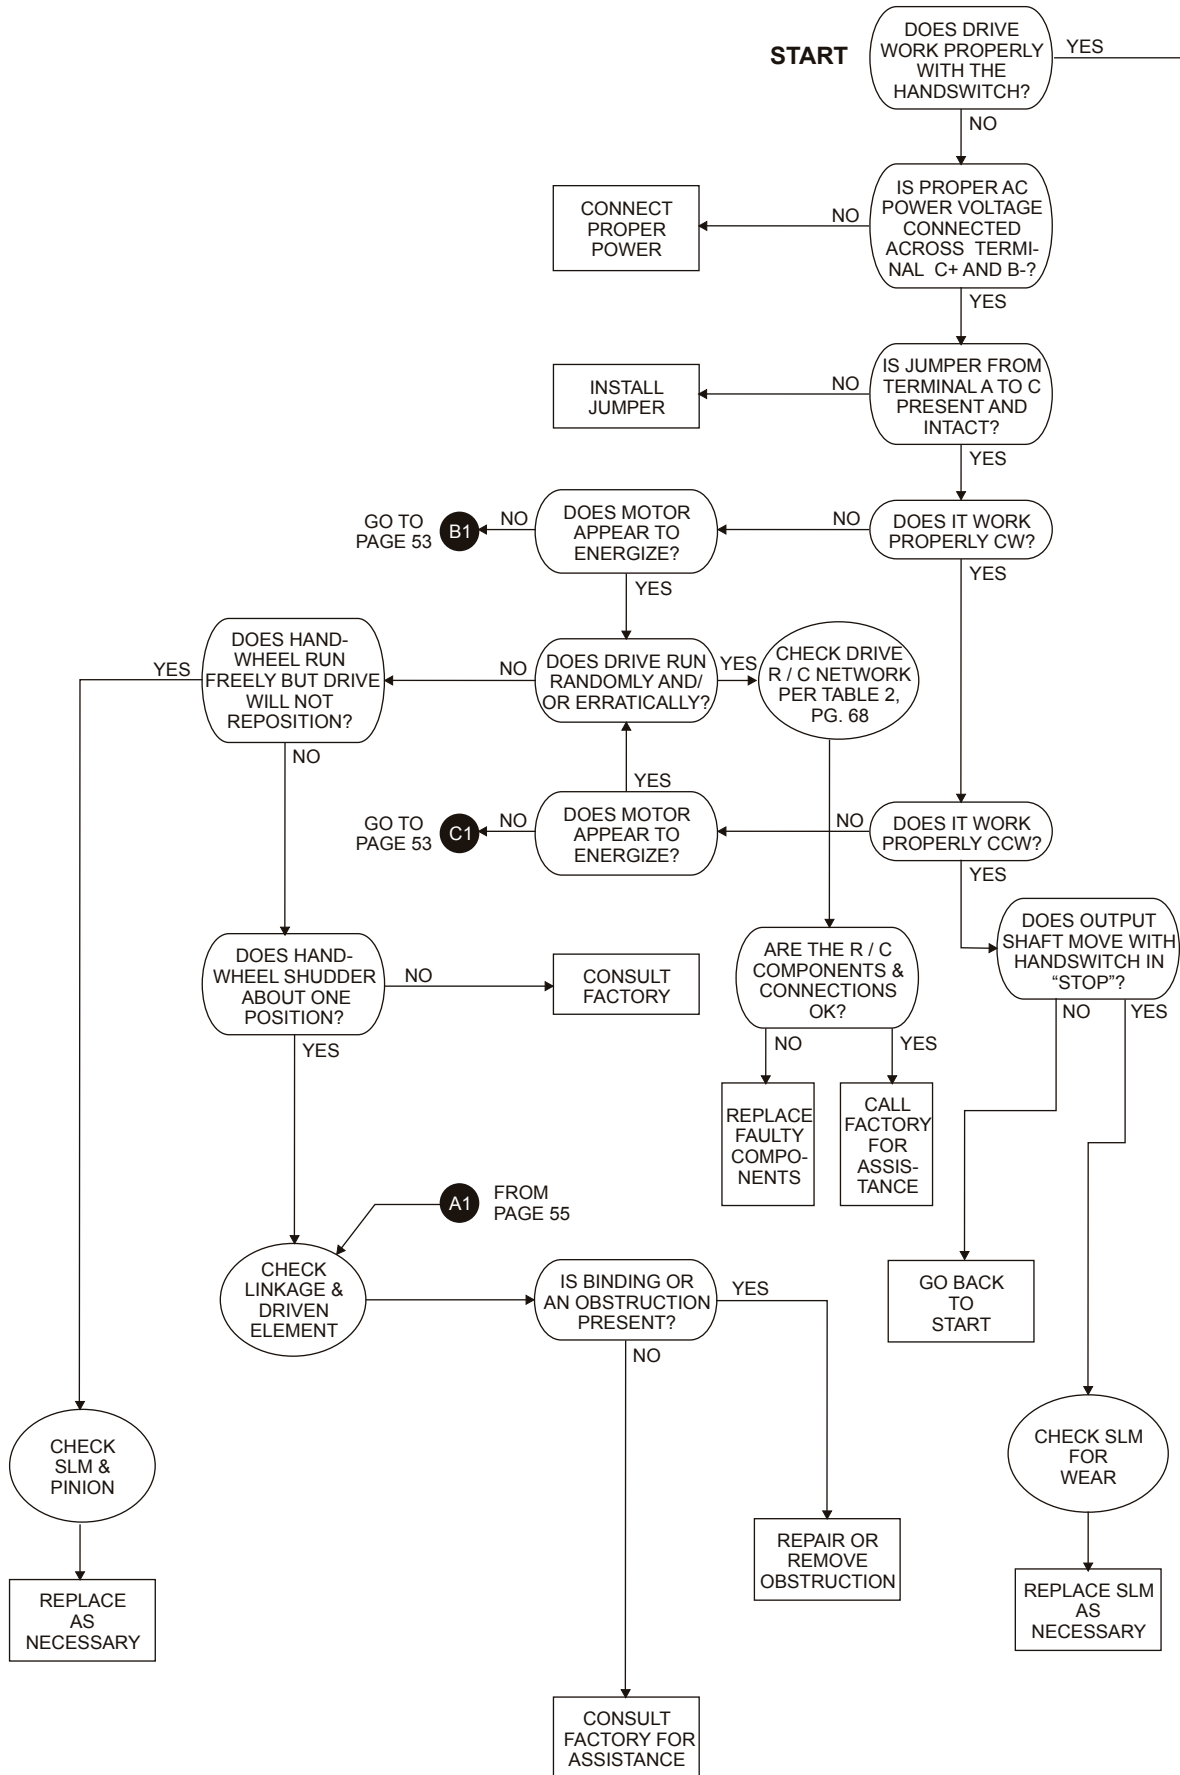 START
DOES DRIVE
WORK PROPERLY
WITH THE
HANDSWITCH?
YES
NO
IS PROPER AC
POWER VOLTAGE
CONNECTED
ACROSS TERMI-
NAL C+ AND B-?
NO
CONNECT
PROPER
POWER
YES
IS JUMPER FROM
TERMINAL A TO C
PRESENT AND
INTACT?
NO
INSTALL
JUMPER
YES
DOES IT WORK
PROPERLY CW?
NO
DOES MOTOR
APPEAR TO
ENERGIZE?
NO
B1
GO TO
PAGE 53
YES
YES
DOES DRIVE RUN
RANDOMLY AND/
OR ERRATICALLY?
YES
CHECK DRIVE
R / C NETWORK
PER TABLE 2,
PG. 68
NO
DOES HAND-
WHEEL RUN
FREELY BUT DRIVE
WILL NOT
REPOSITION?
YES
NO
YES
DOES MOTOR
APPEAR TO
ENERGIZE?
NO
C1
GO TO
PAGE 53
NO
DOES IT WORK
PROPERLY CCW?
YES
DOES OUTPUT
SHAFT MOVE WITH
HANDSWITCH IN
“STOP”?
NO
YES
DOES HAND-
WHEEL SHUDDER
ABOUT ONE
POSITION?
NO
CONSULT
FACTORY
YES
ARE THE R / C
COMPONENTS &
CONNECTIONS
OK?
NO
YES
REPLACE
FAULTY
COMPO-
NENTS
CALL
FACTORY
FOR
ASSIS-
TANCE
A1
FROM
PAGE 55
CHECK
LINKAGE &
DRIVEN
ELEMENT
IS BINDING OR
AN OBSTRUCTION
PRESENT?
YES
NO
GO BACK
TO
START
CHECK
SLM &
PINION
CHECK SLM
FOR
WEAR
REPAIR OR
REMOVE
OBSTRUCTION
REPLACE
AS
NECESSARY
REPLACE SLM
AS
NECESSARY
CONSULT
FACTORY FOR
ASSISTANCE